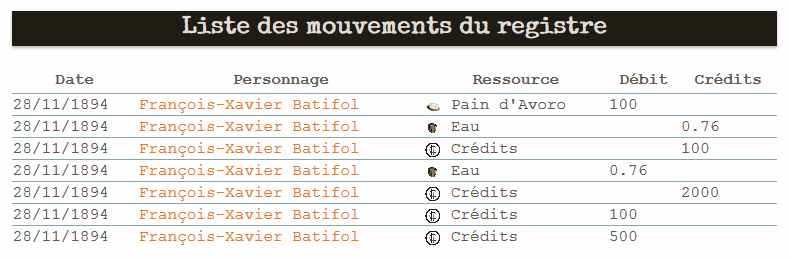 Liste des mouvements du registre
Date Personnage Ressource Débit Crédits
28/11/1894 François-Xavier Batifol Pain d'Avoro 100
28/11/1894 François-Xavier Batifol Eau 0.76
28/11/1894 François-Xavier Batifol Crédits 100
28/11/1894 François-Xavier Batifol Eau 0.76
28/11/1894 François-Xavier Batifol Crédits 2000
28/11/1894 François-Xavier Batifol Crédits 100
28/11/1894 François-Xavier Batifol Crédits 500